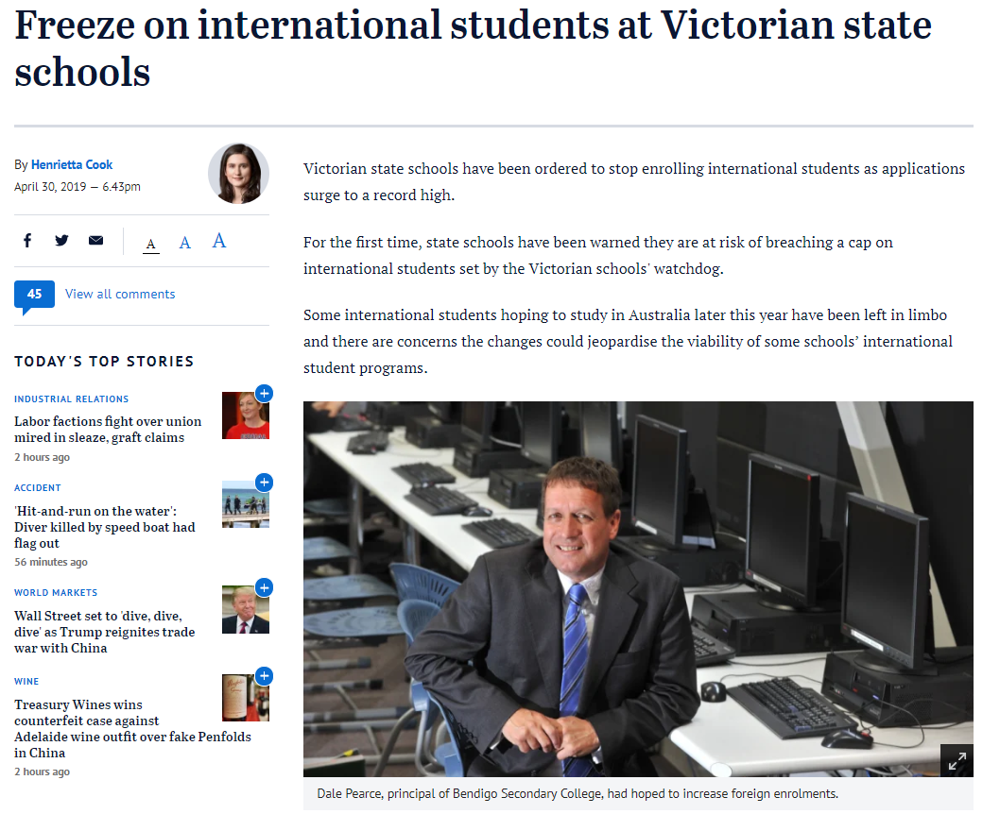 Freeze on international students at Victorian state
schools
By Henrietta Cook
April 30, 2019 — 6.43pm
A A A
45 View all comments
TODAY'S TOP STORIES
INDUSTRIAL RELATIONS
Labor factions fight over union
mired in sleaze, graft claims
2 hours ago
ACCIDENT
'Hit-and-run on the water':
Diver killed by speed boat had
flag out
56 minutes ago
WORLD MARKETS
Wall Street set to 'dive, dive,
dive' as Trump reignites trade
war with China
WINE
Treasury Wines wins
counterfeit case against
Adelaide wine outfit over fake Penfolds
in China
2 hours ago
Victorian state schools have been ordered to stop enrolling international students as applications
surge to a record high.
For the first time, state schools have been warned they are at risk of breaching a cap on
international students set by the Victorian schools' watchdog.
Some international students hoping to study in Australia later this year have been left in limbo
and there are concerns the changes could jeopardise the viability of some schools’ international
student programs.
Dale Pearce, principal of Bendigo Secondary College, had hoped to increase foreign enrolments.